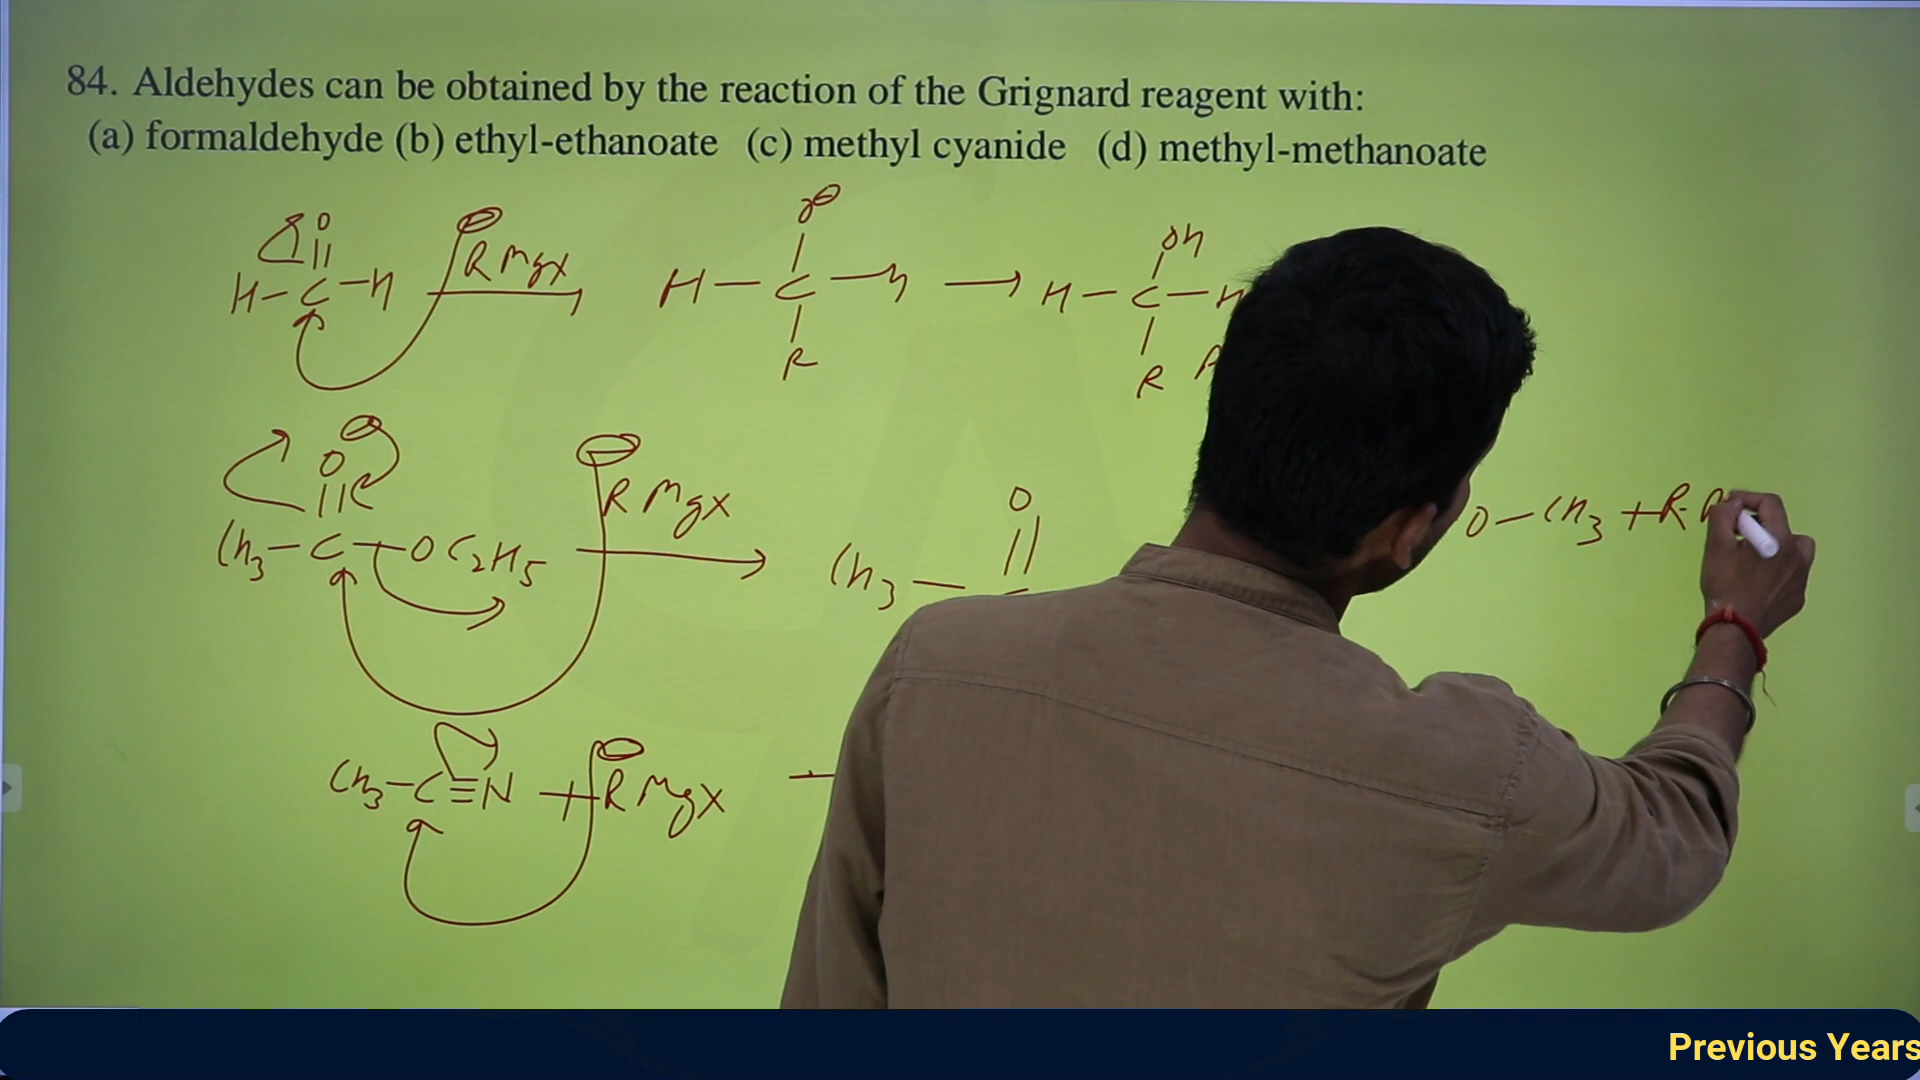 84. Aldehydes can be obtained by the reaction of the Grignard reagent with:
(a) formaldehyde (b) ethyl-ethanoate (c) methyl cyanide (d) methyl-methanoate
O ⊖ O⊖ OH
H–C–H RMgX H–C–H → H–C–H
R R
O ⊖ O
CH3–C–OC2H5 RMgX → CH3– O–CH3 + R
CH3–C≡N + RMgX
Previous Years